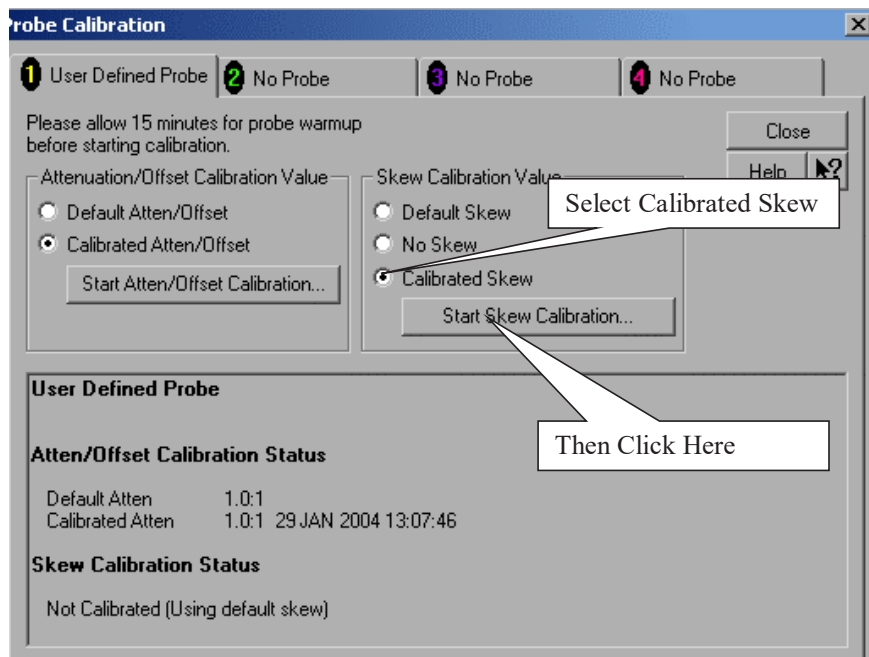 Probe Calibration
1 User Defined Probe 2 No Probe 3 No Probe 4 No Probe
Please allow 15 minutes for probe warmup
before starting calibration.
Close
Help
Attenuation/Offset Calibration Value
Default Atten/Offset
Calibrated Atten/Offset
Start Atten/Offset Calibration...
Skew Calibration Value
Default Skew
No Skew
Calibrated Skew
Start Skew Calibration...
Select Calibrated Skew
Then Click Here
User Defined Probe
Atten/Offset Calibration Status
Default Atten 1.0:1
Calibrated Atten 1.0:1 29 JAN 2004 13:07:46
Skew Calibration Status
Not Calibrated (Using default skew)